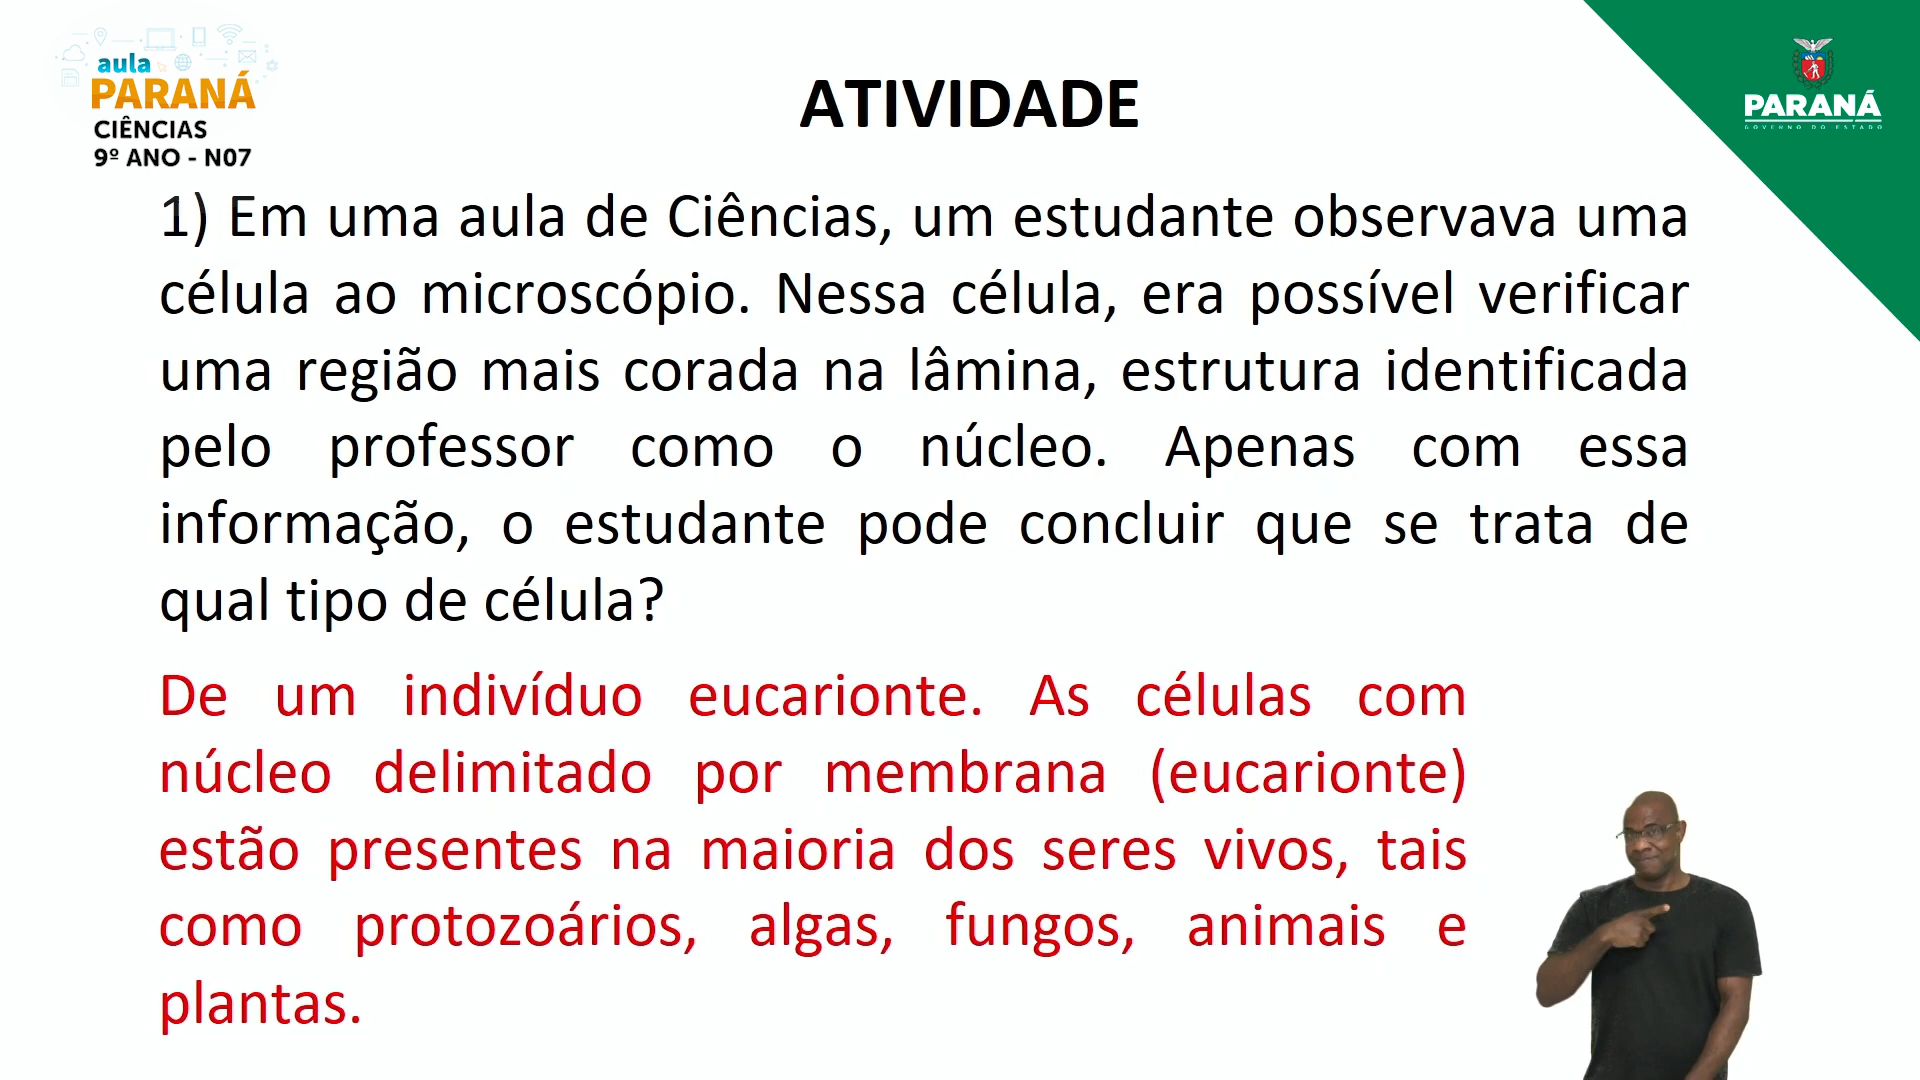 aula
PARANÁ
CIÊNCIAS
9º ANO - N07
ATIVIDADE
PARANÁ
GOVERNO DO ESTADO
1) Em uma aula de Ciências, um estudante observava uma
célula ao microscópio. Nessa célula, era possível verificar
uma região mais corada na lâmina, estrutura identificada
pelo professor como o núcleo. Apenas com essa
informação, o estudante pode concluir que se trata de
qual tipo de célula?
De um indivíduo eucarionte. As células com
núcleo delimitado por membrana (eucarionte)
estão presentes na maioria dos seres vivos, tais
como protozoários, algas, fungos, animais e
plantas.